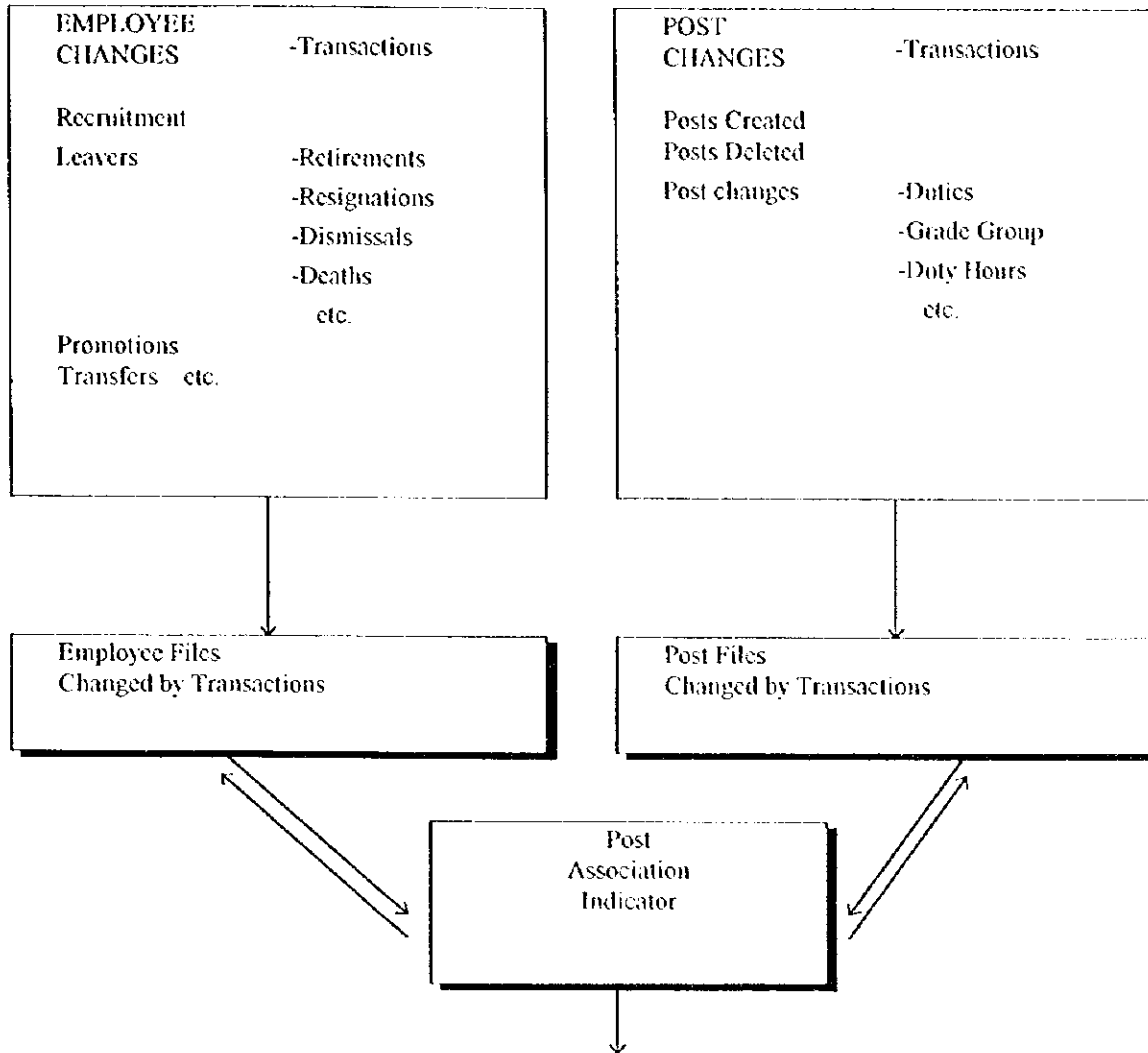 EMPLOYEE
CHANGES -Transactions
Recruitment
Leavers -Retirements
-Resignations
-Dismissals
-Deaths
etc.
Promotions
Transfers etc.
POST
CHANGES -Transactions
Posts Created
Posts Deleted
Post changes -Duties
-Grade Group
-Doty Hours
etc.
Employee Files
Changed by Transactions
Post Files
Changed by Transactions
Post
Association
Indicator